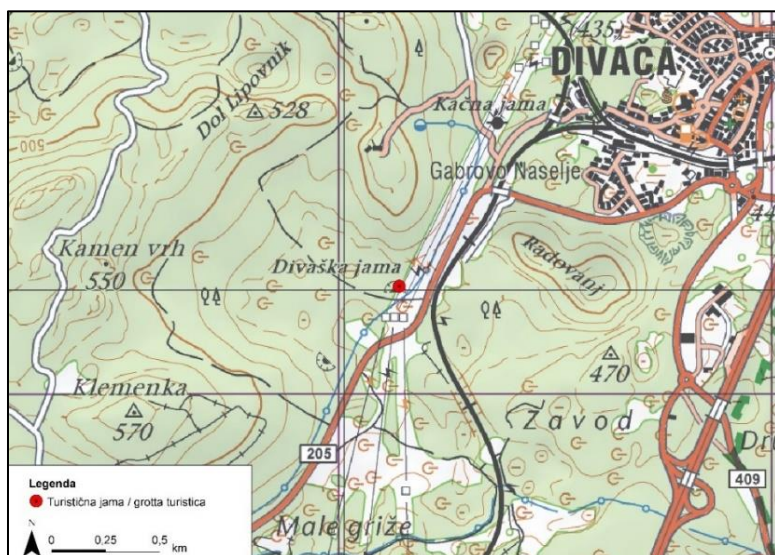 (435)
DIVAČA
Dol Lipovnik
528
Kačna jama
500
Gabrovo Naselje
Kamen vrh
550
Divaška jama
Radovanj
Klemenka
570
470
Zavod
205
409
Male griže
Legenda
Turistična jama / grotta turistica
N
0 0,25 0,5
km